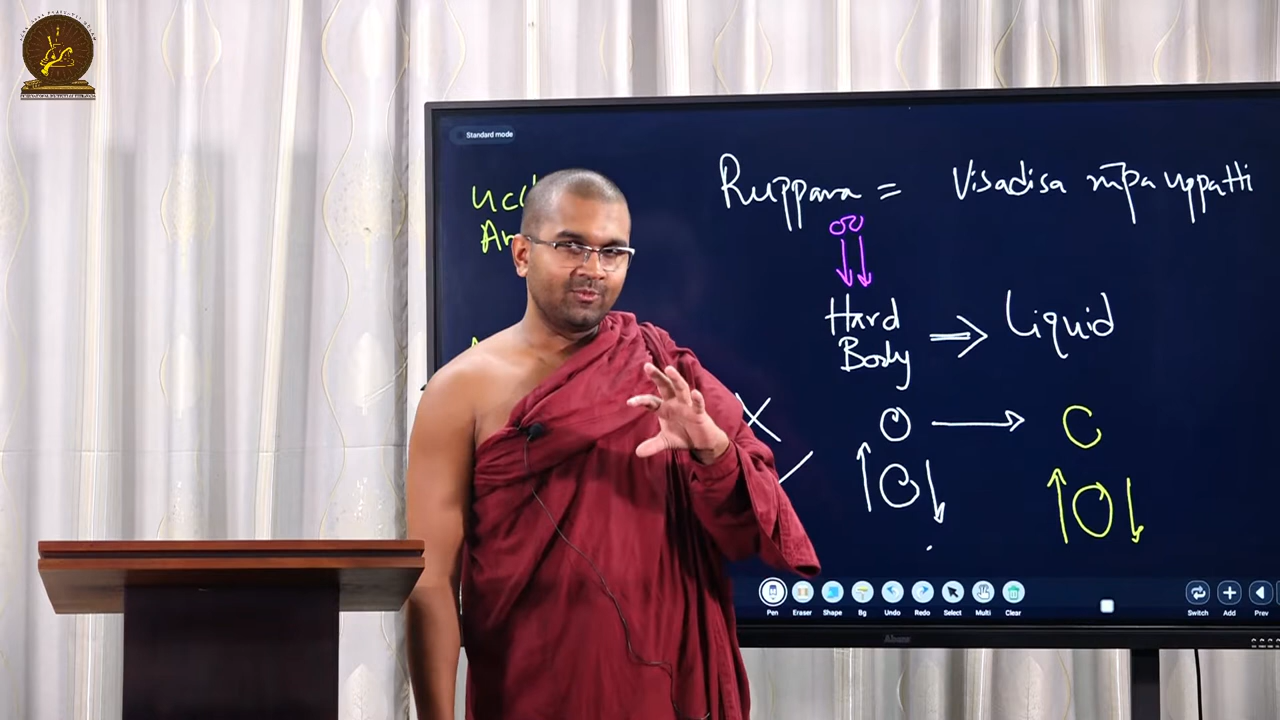 Standard mode
Ruppana = Visadisa rūpa uppatti
Hard
Body
⇒ Liquid
Pen Eraser Shape Bg Undo Redo Select Multi Clear Switch Add Prev